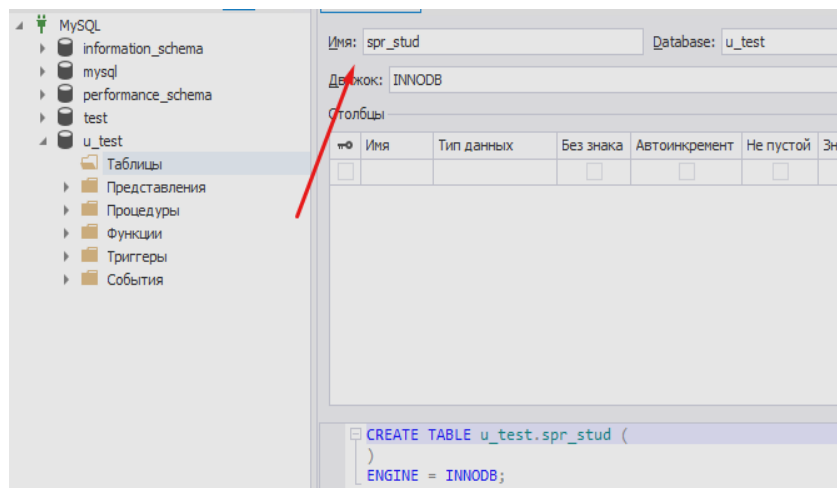 MySQL
information_schema
mysql
performance_schema
test
u_test
Таблицы
Представления
Процедуры
Функции
Триггеры
События
Имя: spr_stud Database: u_test
Движок: INNODB
Столбцы
Имя Тип данных Без знака Автоинкремент Не пустой Зн
CREATE TABLE u_test.spr_stud (
)
ENGINE = INNODB;